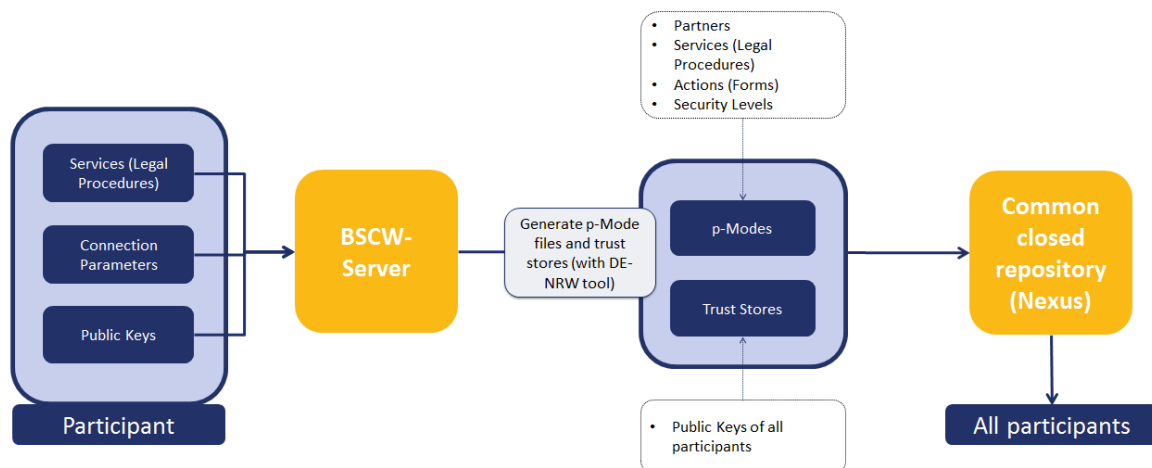 • Partners
• Services (Legal
Procedures)
• Actions (Forms)
• Security Levels
Services (Legal
Procedures)
Connection
Parameters
Public Keys
Participant
BSCW-
Server
Generate p-Mode
files and trust
stores (with DE-
NRW tool)
p-Modes
Trust Stores
• Public Keys of all
participants
Common
closed
repository
(Nexus)
All participants